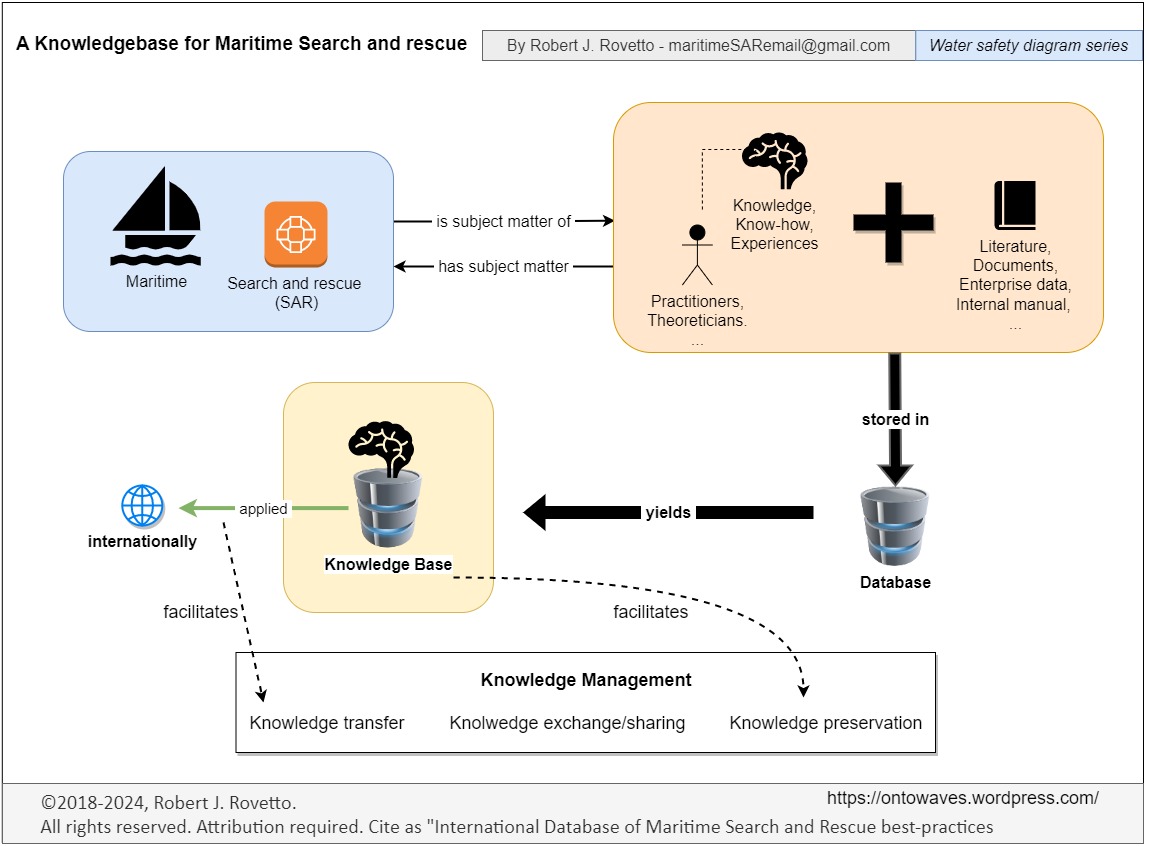 A Knowledgebase for Maritime Search and rescue
By Robert J. Rovetto - maritimeSARemail@gmail.com
Water safety diagram series
Maritime
Search and rescue
(SAR)
is subject matter of
has subject matter
Knowledge,
Know-how,
Experiences
Practitioners,
Theoreticians.
...
Literature,
Documents,
Enterprise data,
Internal manual,
...
stored in
Database
yields
Knowledge Base
applied
internationally
facilitates
facilitates
Knowledge Management
Knowledge transfer
Knolwedge exchange/sharing
Knowledge preservation
©2018-2024, Robert J. Rovetto.
https://ontowaves.wordpress.com/
All rights reserved. Attribution required. Cite as "International Database of Maritime Search and Rescue best-practices